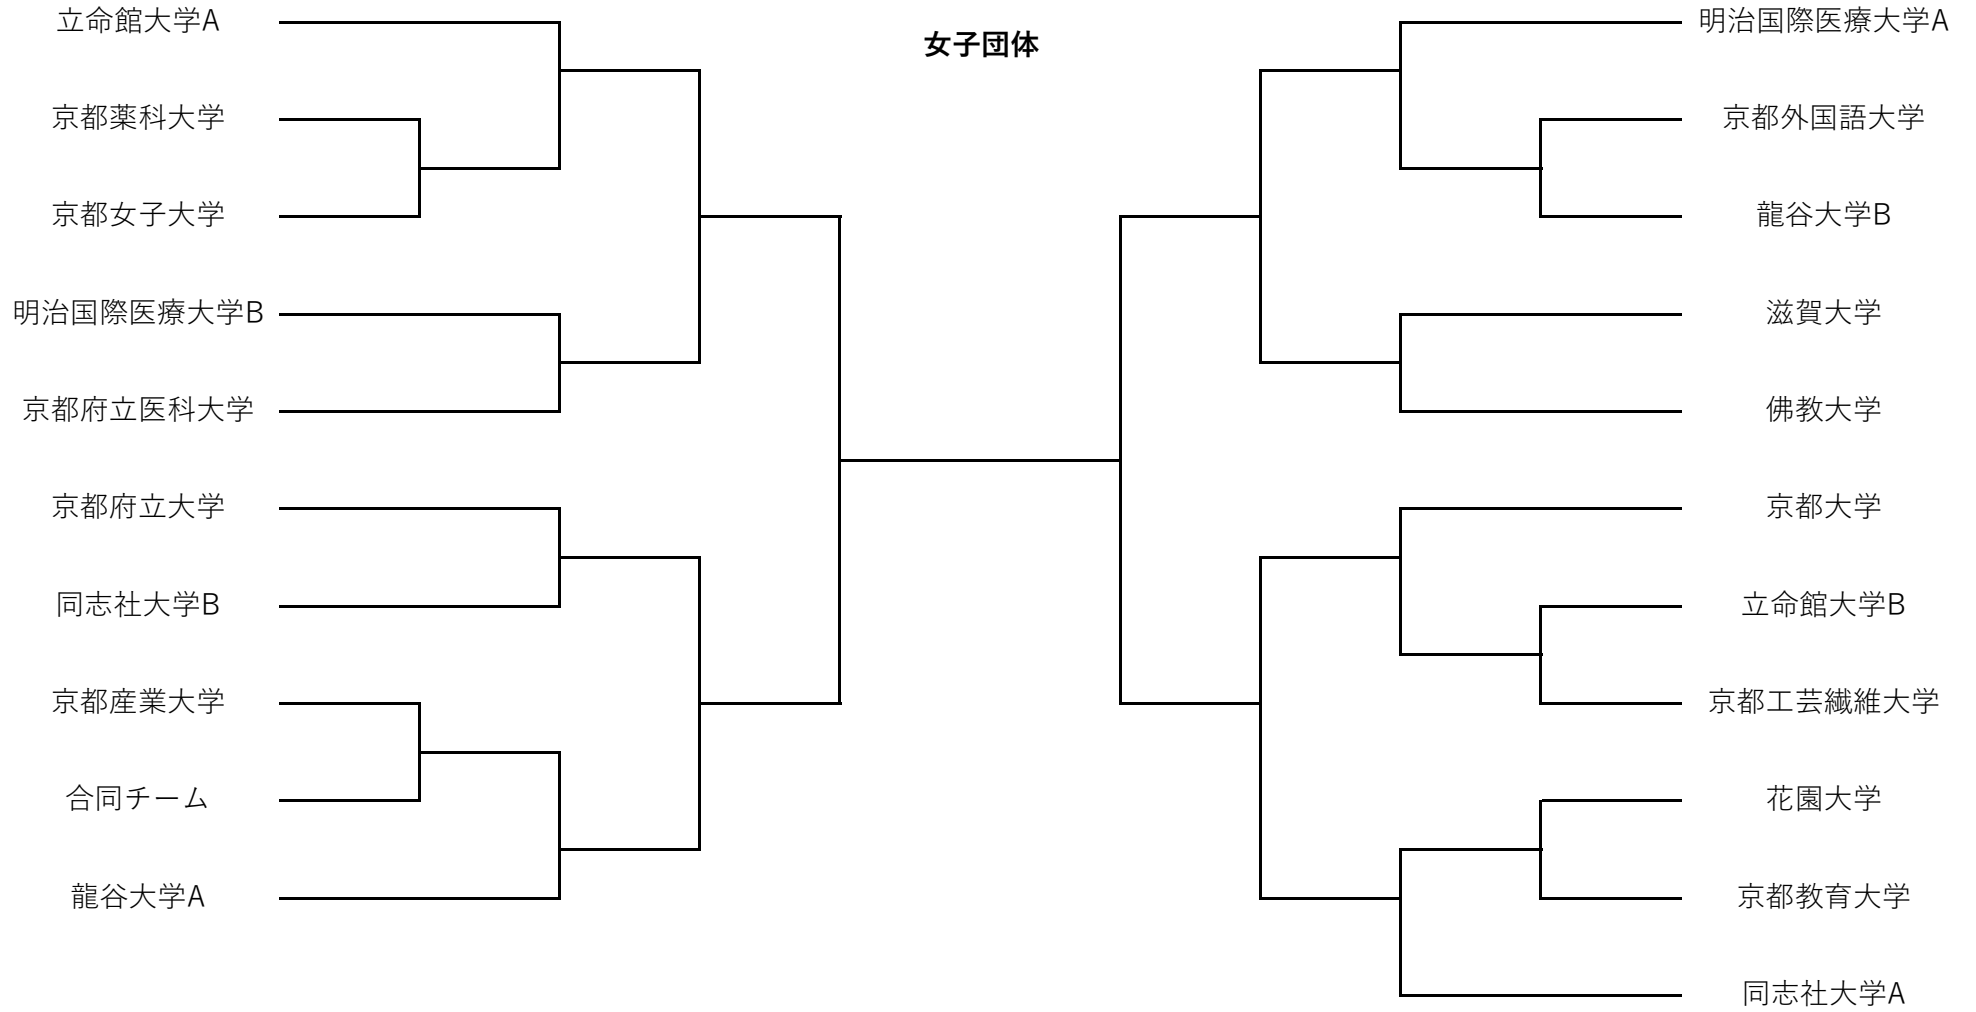 女子団体
立命館大学A
京都薬科大学
京都女子大学
明治国際医療大学B
京都府立医科大学
京都府立大学
同志社大学B
京都産業大学
合同チーム
龍谷大学A
明治国際医療大学A
京都外国語大学
龍谷大学B
滋賀大学
佛教大学
京都大学
立命館大学B
京都工芸繊維大学
花園大学
京都教育大学
同志社大学A